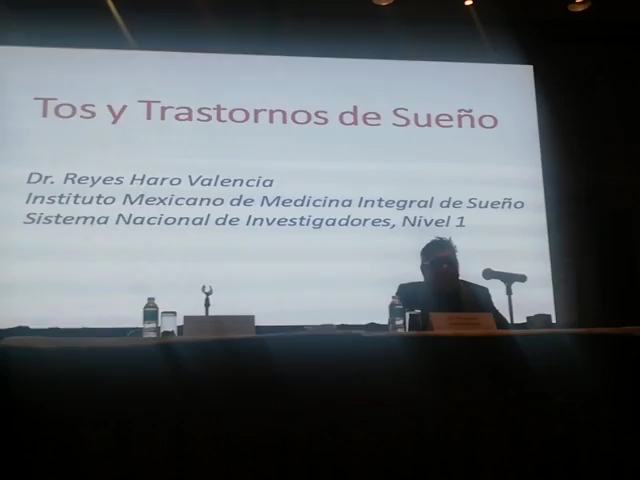 Tos y Trastornos de Sueño
Dr. Reyes Haro Valencia
Instituto Mexicano de Medicina Integral de Sueño
Sistema Nacional de Investigadores, Nivel 1